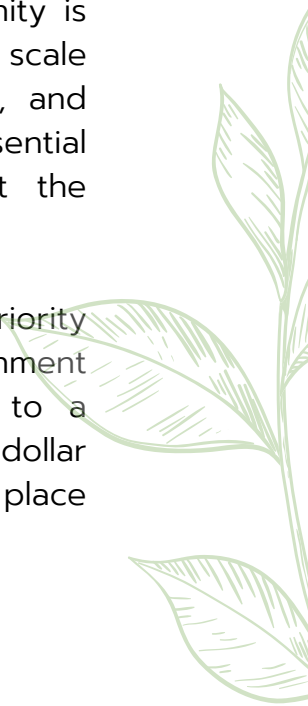 nity is
scale
, and
sential
t the
riority
nment
to a
dollar
place